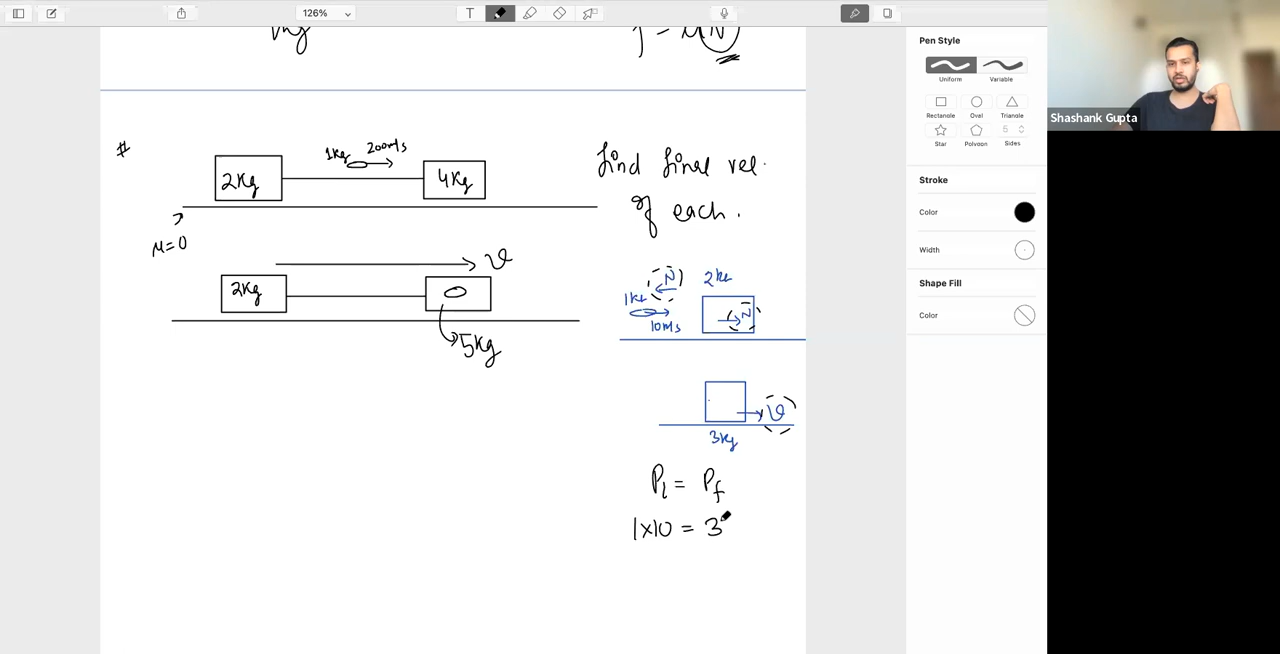 126%
T
mg
f = μN
#
1kg 200m/s
2kg
4kg
find final vel.
of each.
μ=0
v
2kg
5kg
N
2kg
1kg
10m/s
N
v
3kg
Pi = Pf
1x10 = 3
Pen Style
Uniform Variable
Rectangle Oval Triangle
5
Star Polygon Sides
Stroke
Color
Width
Shape Fill
Color
Shashank Gupta